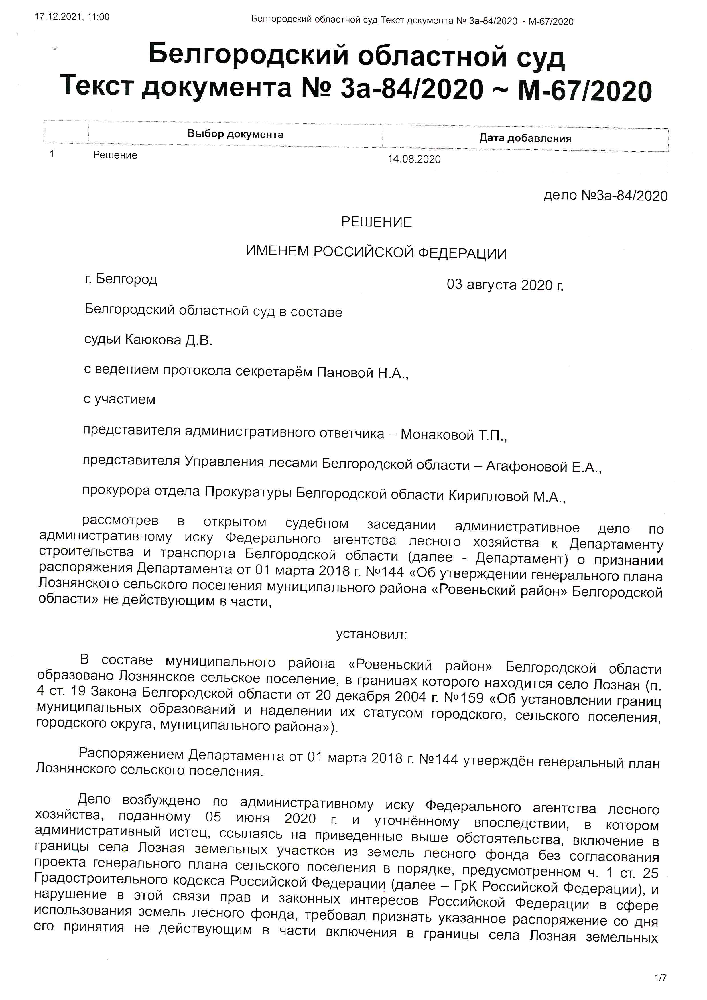 17.12.2021, 11:00
Белгородский областной суд Текст документа № 3а-84/2020 ~ М-67/2020
Белгородский областной суд
Текст документа № 3а-84/2020 ~ М-67/2020
Выбор документа
Дата добавления
1 Решение 14.08.2020
дело №3а-84/2020
РЕШЕНИЕ
ИМЕНЕМ РОССИЙСКОЙ ФЕДЕРАЦИИ
г. Белгород 03 августа 2020 г.
Белгородский областной суд в составе
судьи Каюкова Д.В.
с ведением протокола секретарём Пановой Н.А.,
с участием
представителя административного ответчика – Монаковой Т.П.,
представителя Управления лесами Белгородской области – Агафоновой Е.А.,
прокурора отдела Прокуратуры Белгородской области Кирилловой М.А.,
рассмотрев в открытом судебном заседании административное дело по
административному иску Федерального агентства лесного хозяйства к Департаменту
строительства и транспорта Белгородской области (далее - Департамент) о признании
распоряжения Департамента от 01 марта 2018 г. №144 «Об утверждении генерального плана
Лознянского сельского поселения муниципального района «Ровеньский район» Белгородской
области» не действующим в части,
установил:
В составе муниципального района «Ровеньский район» Белгородской области
образовано Лознянское сельское поселение, в границах которого находится село Лозная (п.
4 ст. 19 Закона Белгородской области от 20 декабря 2004 г. №159 «Об установлении границ
муниципальных образований и наделении их статусом городского, сельского поселения,
городского округа, муниципального района»).
Распоряжением Департамента от 01 марта 2018 г. №144 утверждён генеральный план
Лознянского сельского поселения.
Дело возбуждено по административному иску Федерального агентства лесного
хозяйства, поданному 05 июня 2020 г. и уточнённому впоследствии, в котором
административный истец, ссылаясь на приведенные выше обстоятельства, включение в
границы села Лозная земельных участков из земель лесного фонда без согласования
проекта генерального плана сельского поселения в порядке, предусмотренном ч. 1 ст. 25
Градостроительного кодекса Российской Федерации (далее – ГрК Российской Федерации), и
нарушение в этой связи прав и законных интересов Российской Федерации в сфере
использования земель лесного фонда, требовал признать указанное распоряжение со дня
его принятия не действующим в части включения в границы села Лозная земельных
1/7